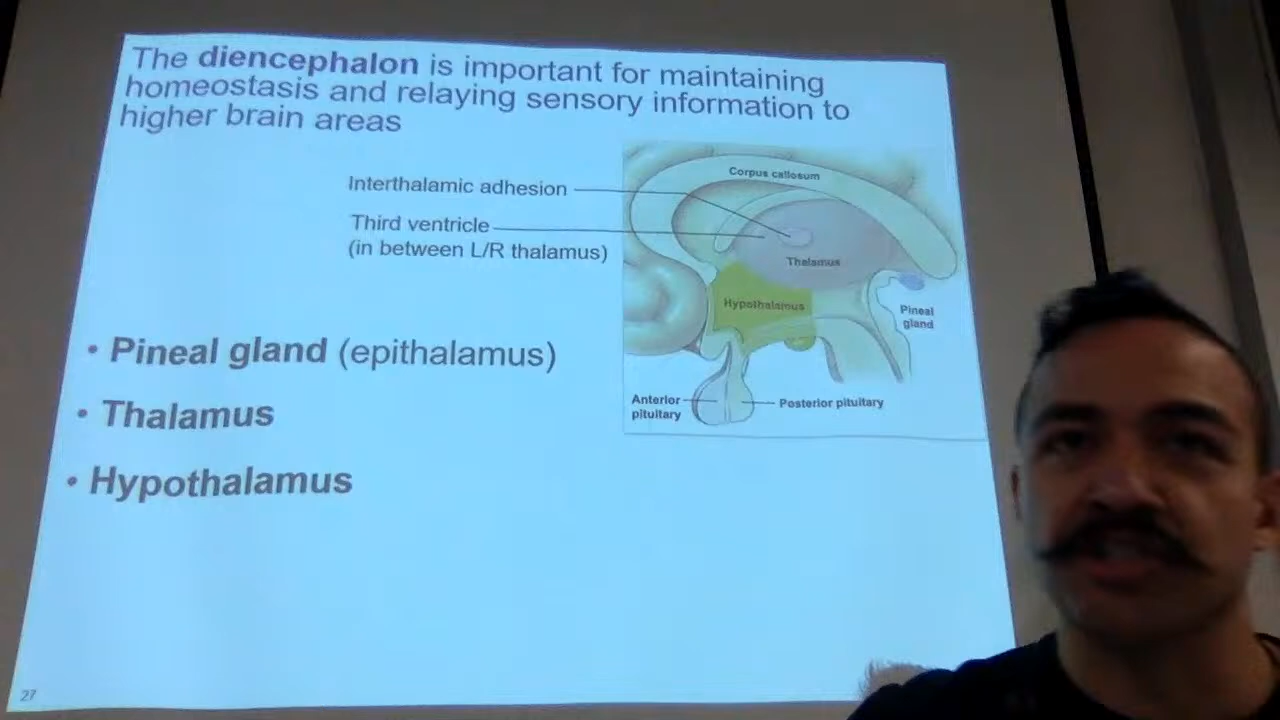 The diencephalon is important for maintaining
homeostasis and relaying sensory information to
higher brain areas
Interthalamic adhesion
Third ventricle
(in between L/R thalamus)
Corpus callosum
Thalamus
Hypothalamus
Pineal
gland
Anterior
pituitary
Posterior pituitary
• Pineal gland (epithalamus)
• Thalamus
• Hypothalamus
27